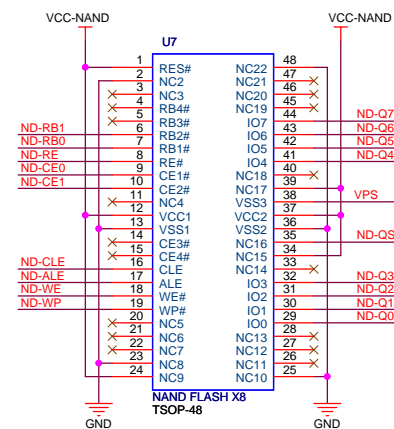 VCC-NAND VCC-NAND
U7
1 RES# NC22 48
2 NC2 NC21 47
3 NC3 NC20 46
4 RB4# NC19 45
5 RB3# IO7 44 ND-Q7
ND-RB1 6 RB2# IO6 43 ND-Q6
ND-RB0 7 RB1# IO5 42 ND-Q5
ND-RE 8 RE# IO4 41 ND-Q4
ND-CE0 9 CE1# NC18 40
ND-CE1 10 CE2# NC17 39
11 NC4 VSS3 38 VPS
12 VCC1 VCC2 37
13 VSS1 VSS2 36
14 CE3# NC16 35 ND-QS
15 CE4# NC15 34
ND-CLE 16 CLE NC14 33
ND-ALE 17 ALE IO3 32 ND-Q3
ND-WE 18 WE# IO2 31 ND-Q2
ND-WP 19 WP# IO1 30 ND-Q1
20 NC5 IO0 29 ND-Q0
21 NC6 NC13 28
22 NC7 NC12 27
23 NC8 NC11 26
24 NC9 NC10 25
NAND FLASH X8
TSOP-48
GND GND